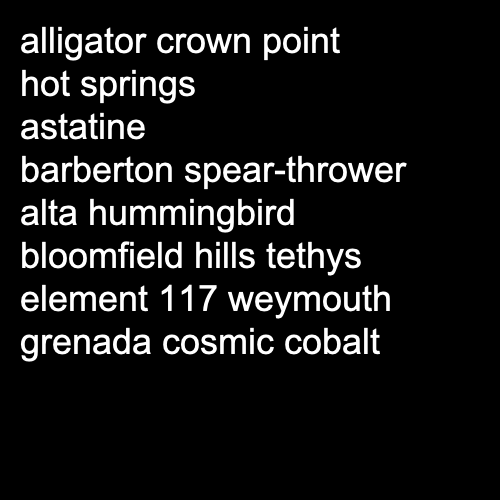 alligator crown point
hot springs
astatine
barberton spear-thrower
alta hummingbird
bloomfield hills tethys
element 117 weymouth
grenada cosmic cobalt